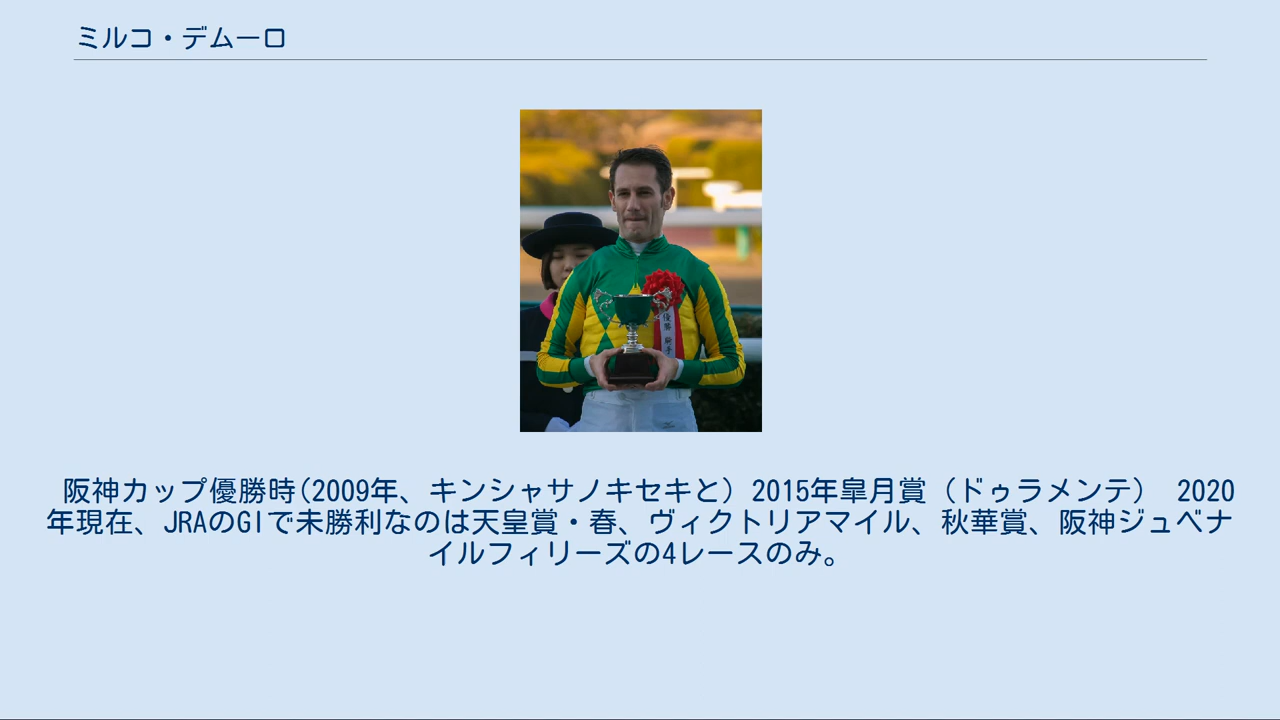 ミルコ・デムーロ
優勝 騎手
阪神カップ優勝時(2009年、キンシャサノキセキと) 2015年皐月賞（ドゥラメンテ） 2020
年現在、JRAのGIで未勝利なのは天皇賞・春、ヴィクトリアマイル、秋華賞、阪神ジュベナ
イルフィリーズの4レースのみ。